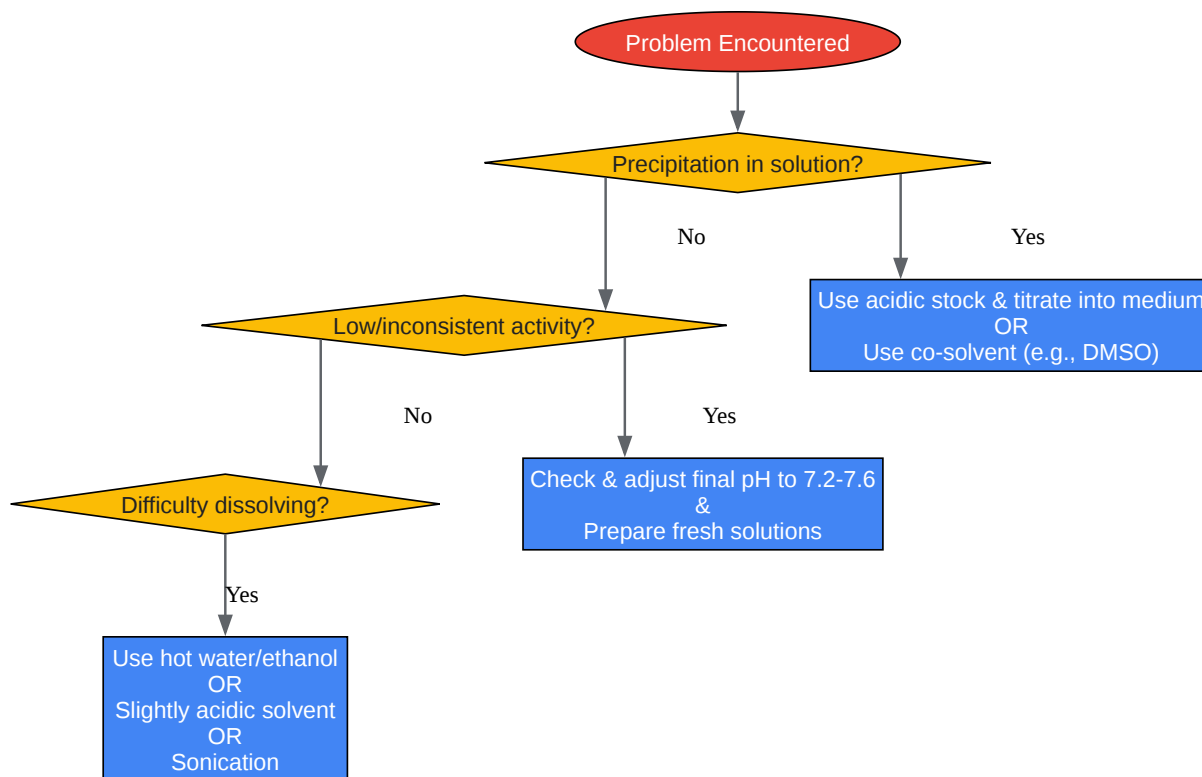 Problem Encountered
Precipitation in solution?
No
Yes
Use acidic stock & titrate into medium
OR
Use co-solvent (e.g., DMSO)
Low/inconsistent activity?
No
Yes
Check & adjust final pH to 7.2-7.6
&
Prepare fresh solutions
Difficulty dissolving?
Yes
Use hot water/ethanol
OR
Slightly acidic solvent
OR
Sonication